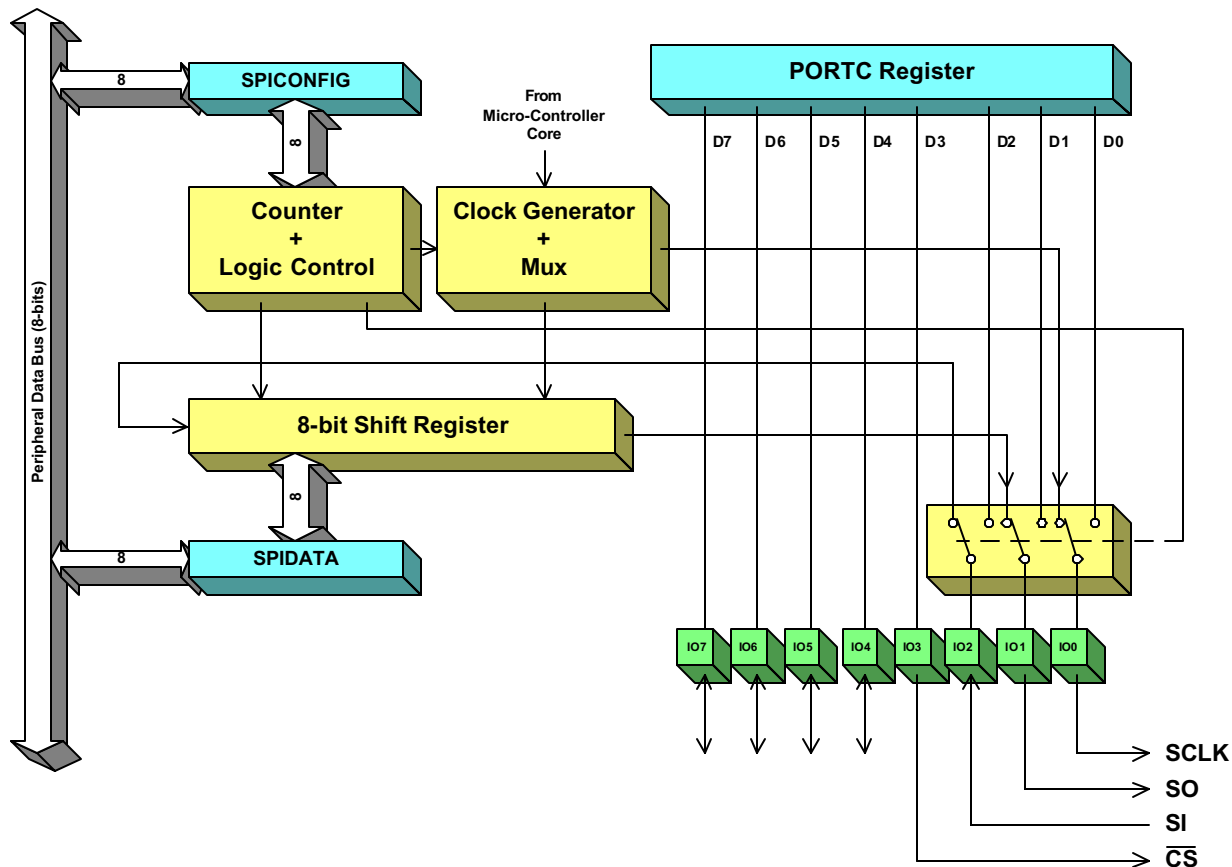 SPICONFIG
8
PORTC Register
From
Micro-Controller
Core
8
D7
D6
D5
D4
D3
D2
D1
D0
Counter
+
Logic Control
Clock Generator
+
Mux
Peripheral Data Bus (8-bits)
8-bit Shift Register
8
SPIDATA
8
IO7
IO6
IO5
IO4
IO3
IO2
IO1
IO0
SCLK
SO
SI
C̅S̅